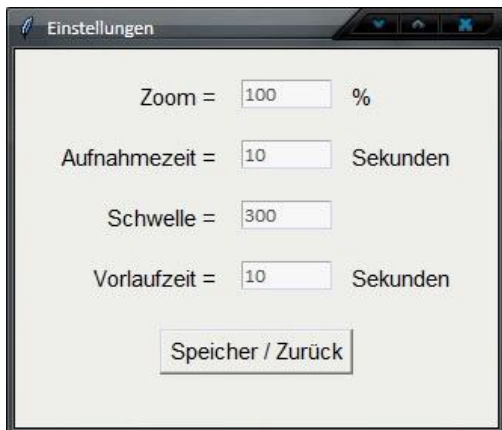 Einstellungen
Zoom = 100 %
Aufnahmezeit = 10 Sekunden
Schwelle = 300
Vorlaufzeit = 10 Sekunden
Speicher / Zurück